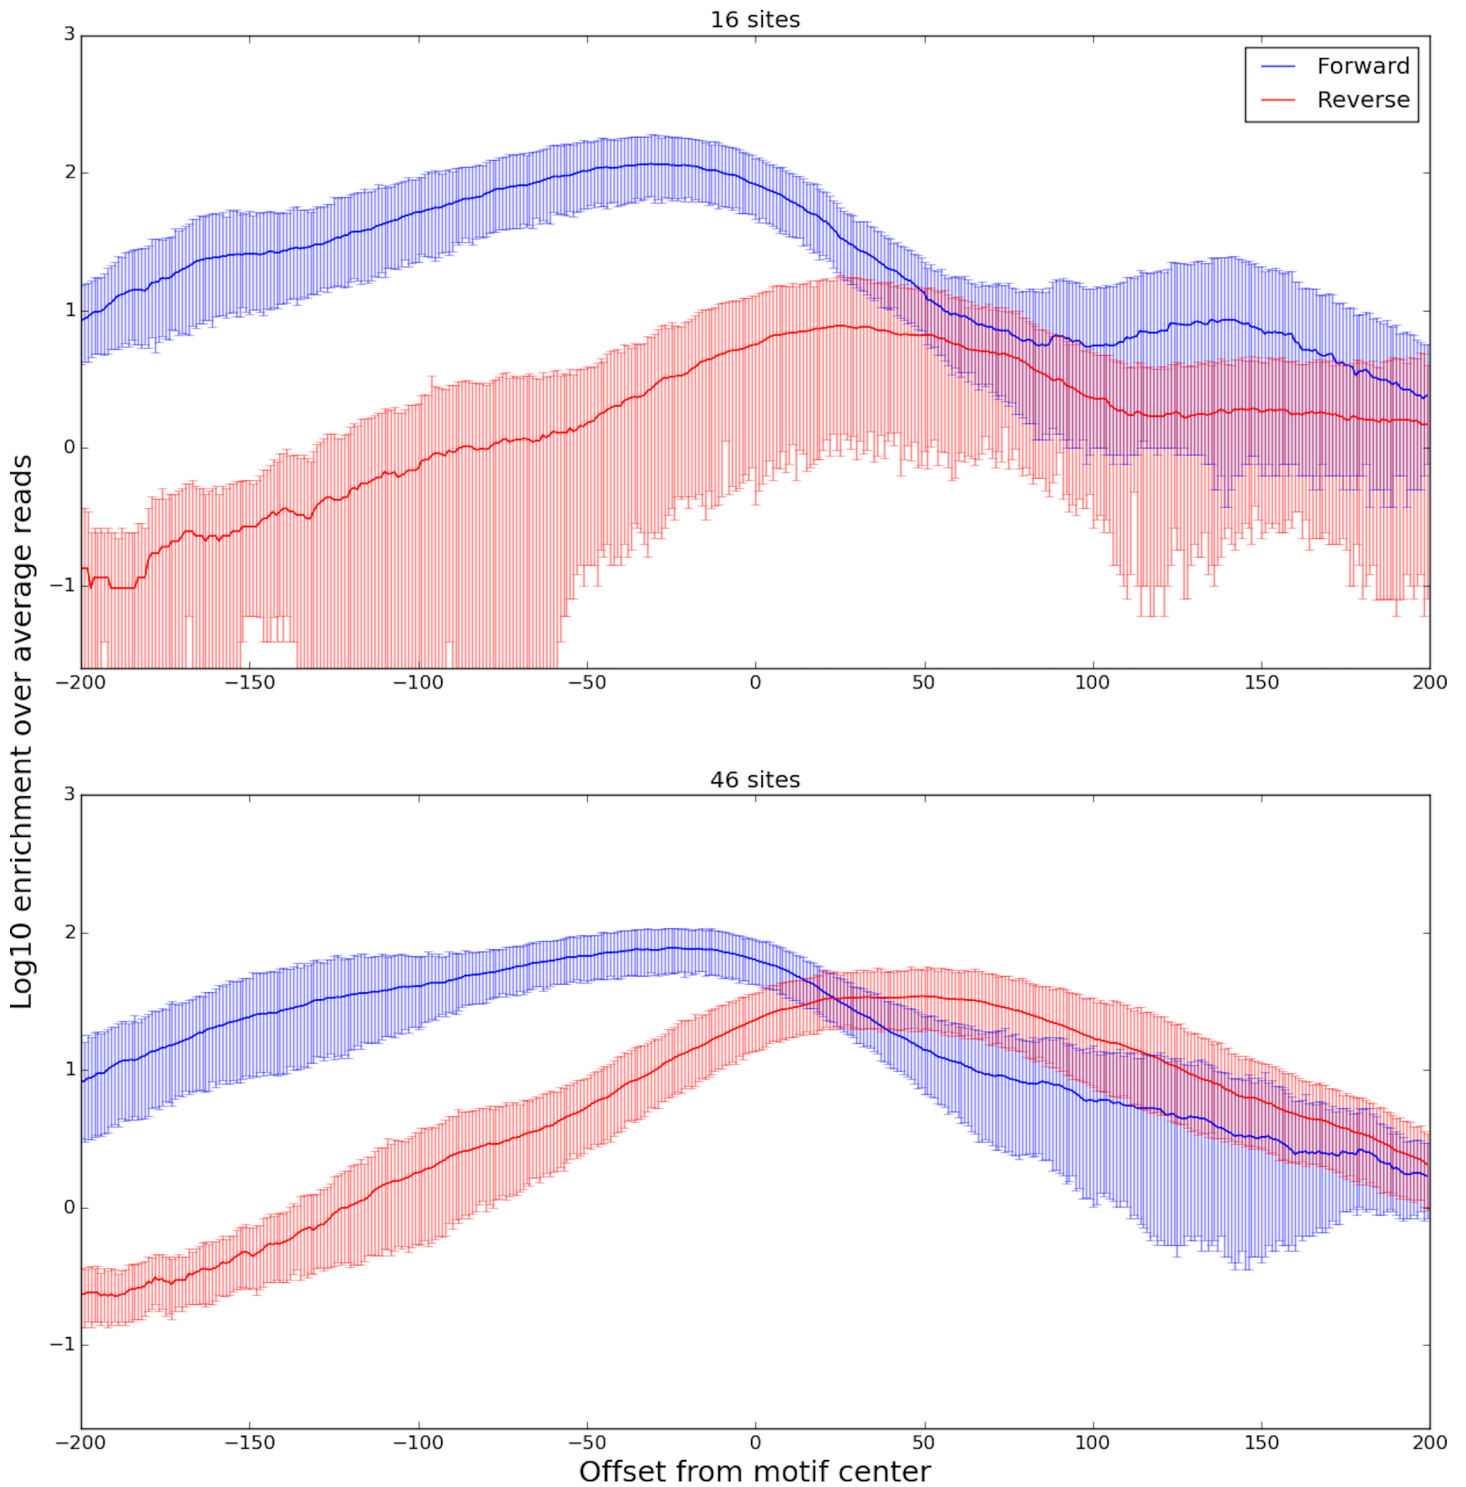 16 sites
3
2
1
0
−1
Forward
Reverse
−200 −150 −100 −50 0 50 100 150 200
Log10 enrichment over average reads
46 sites
3
2
1
0
−1
−200 −150 −100 −50 0 50 100 150 200
Offset from motif center